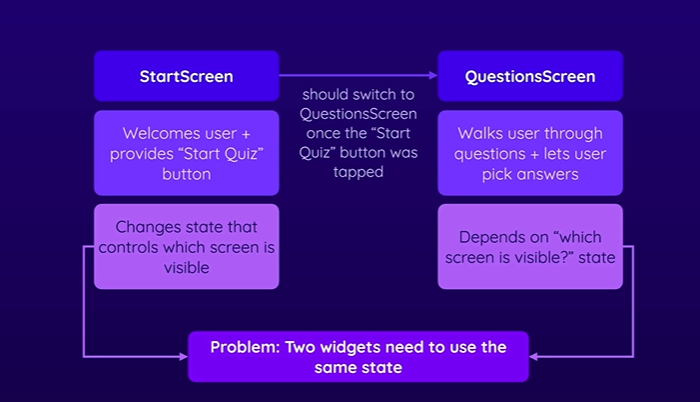 StartScreen
QuestionsScreen
should switch to
QuestionsScreen
once the “Start
Quiz” button was
tapped
Welcomes user +
provides “Start Quiz”
button
Walks user through
questions + lets user
pick answers
Changes state that
controls which screen is
visible
Depends on “which
screen is visible?” state
Problem: Two widgets need to use the
same state